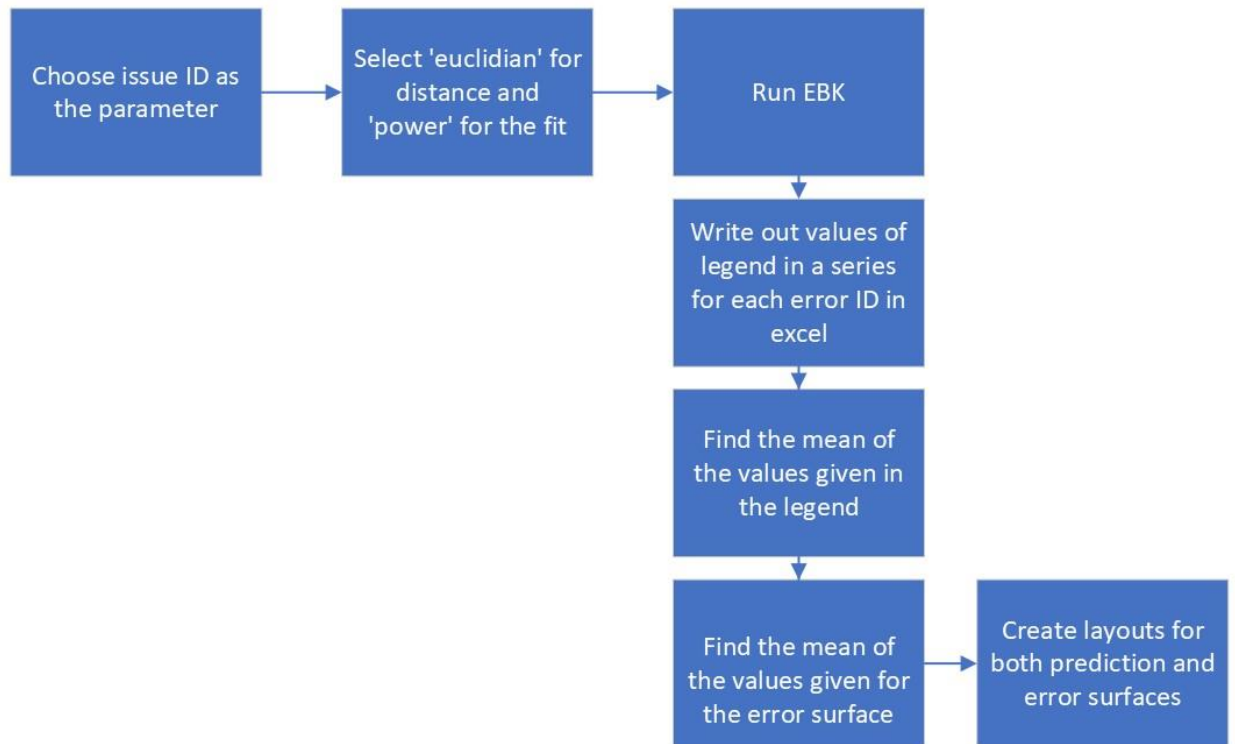 Choose issue ID as
the parameter
Select 'euclidian' for
distance and
'power' for the fit
Run EBK
Write out values of
legend in a series
for each error ID in
excel
Find the mean of
the values given in
the legend
Find the mean of
the values given for
the error surface
Create layouts for
both prediction and
error surfaces